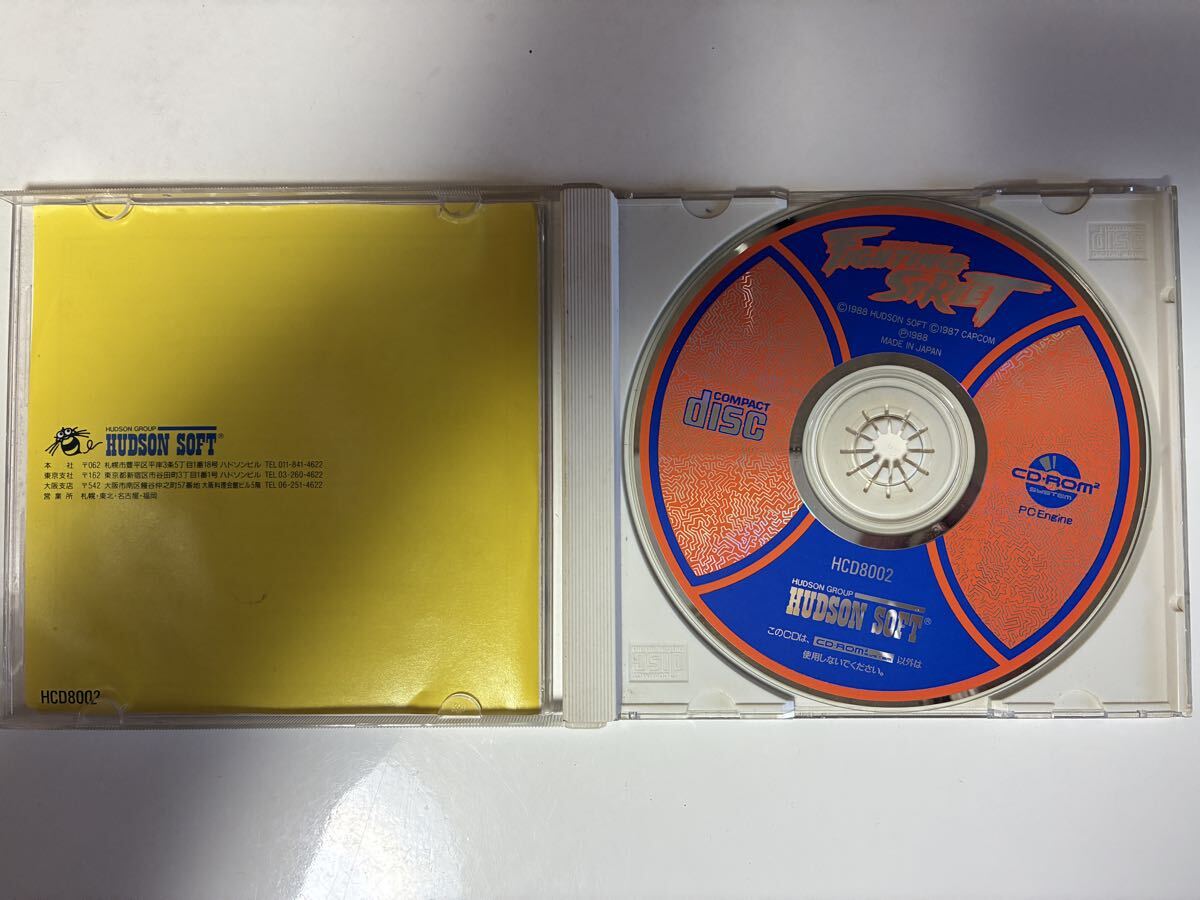 HUDSON GROUP
HUDSON SOFT®
本 社 〒062 札幌市豊平区平岸3条5丁目1番18号 ハドソンビル TEL 011-841-4622
東京支社 〒162 東京都新宿区市谷田町3丁目1番1号 ハドソンビル TEL 03-260-4622
大阪支店 〒542 大阪市南区鰻谷仲之町57番地 大阪料理会館ビル5階 TEL 06-251-4622
営業所 札幌・東北・名古屋・福岡
HCD8002
FIGHTING
STREET
©1988 HUDSON SOFT ©1987 CAPCOM
℗1988
MADE IN JAPAN
COMPACT
disc
CD-ROM²
SYSTEM
PC Engine
HCD8002
HUDSON GROUP
HUDSON SOFT®
このCDは、CD-ROM² 以外は
使用しないでください。
disc
disc